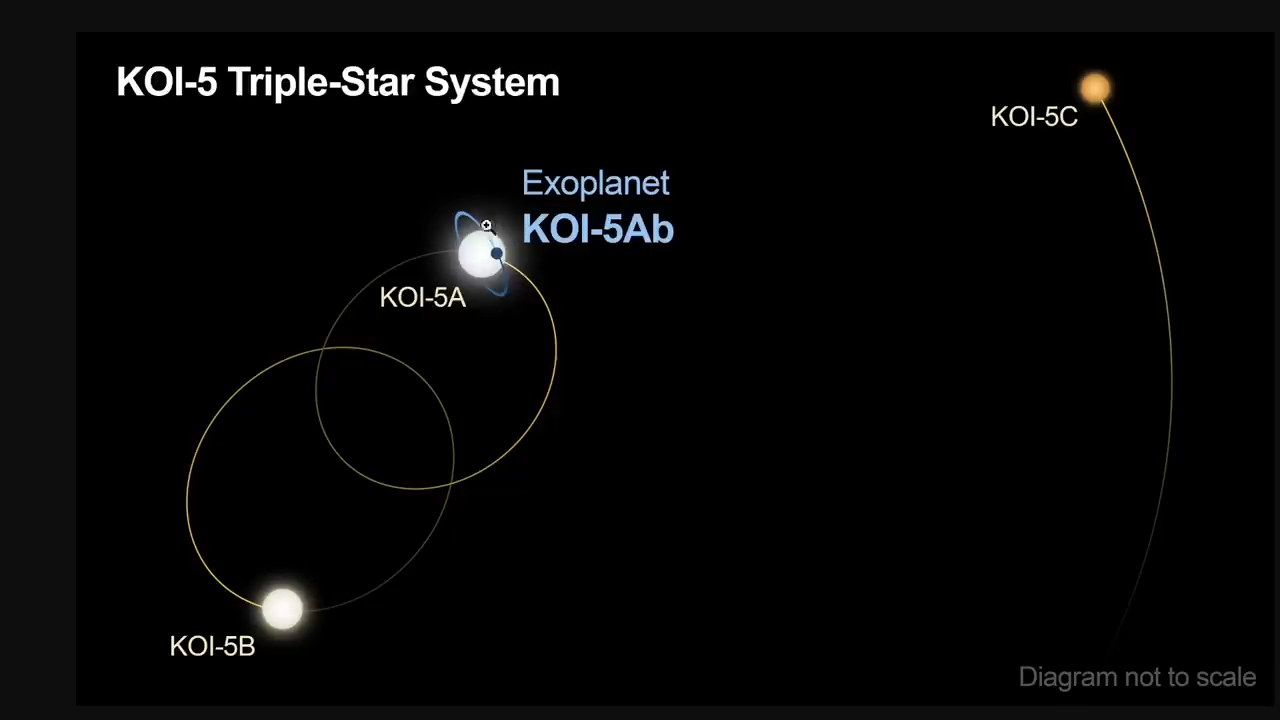 KOI-5 Triple-Star System
KOI-5C
Exoplanet
KOI-5Ab
KOI-5A
KOI-5B
Diagram not to scale